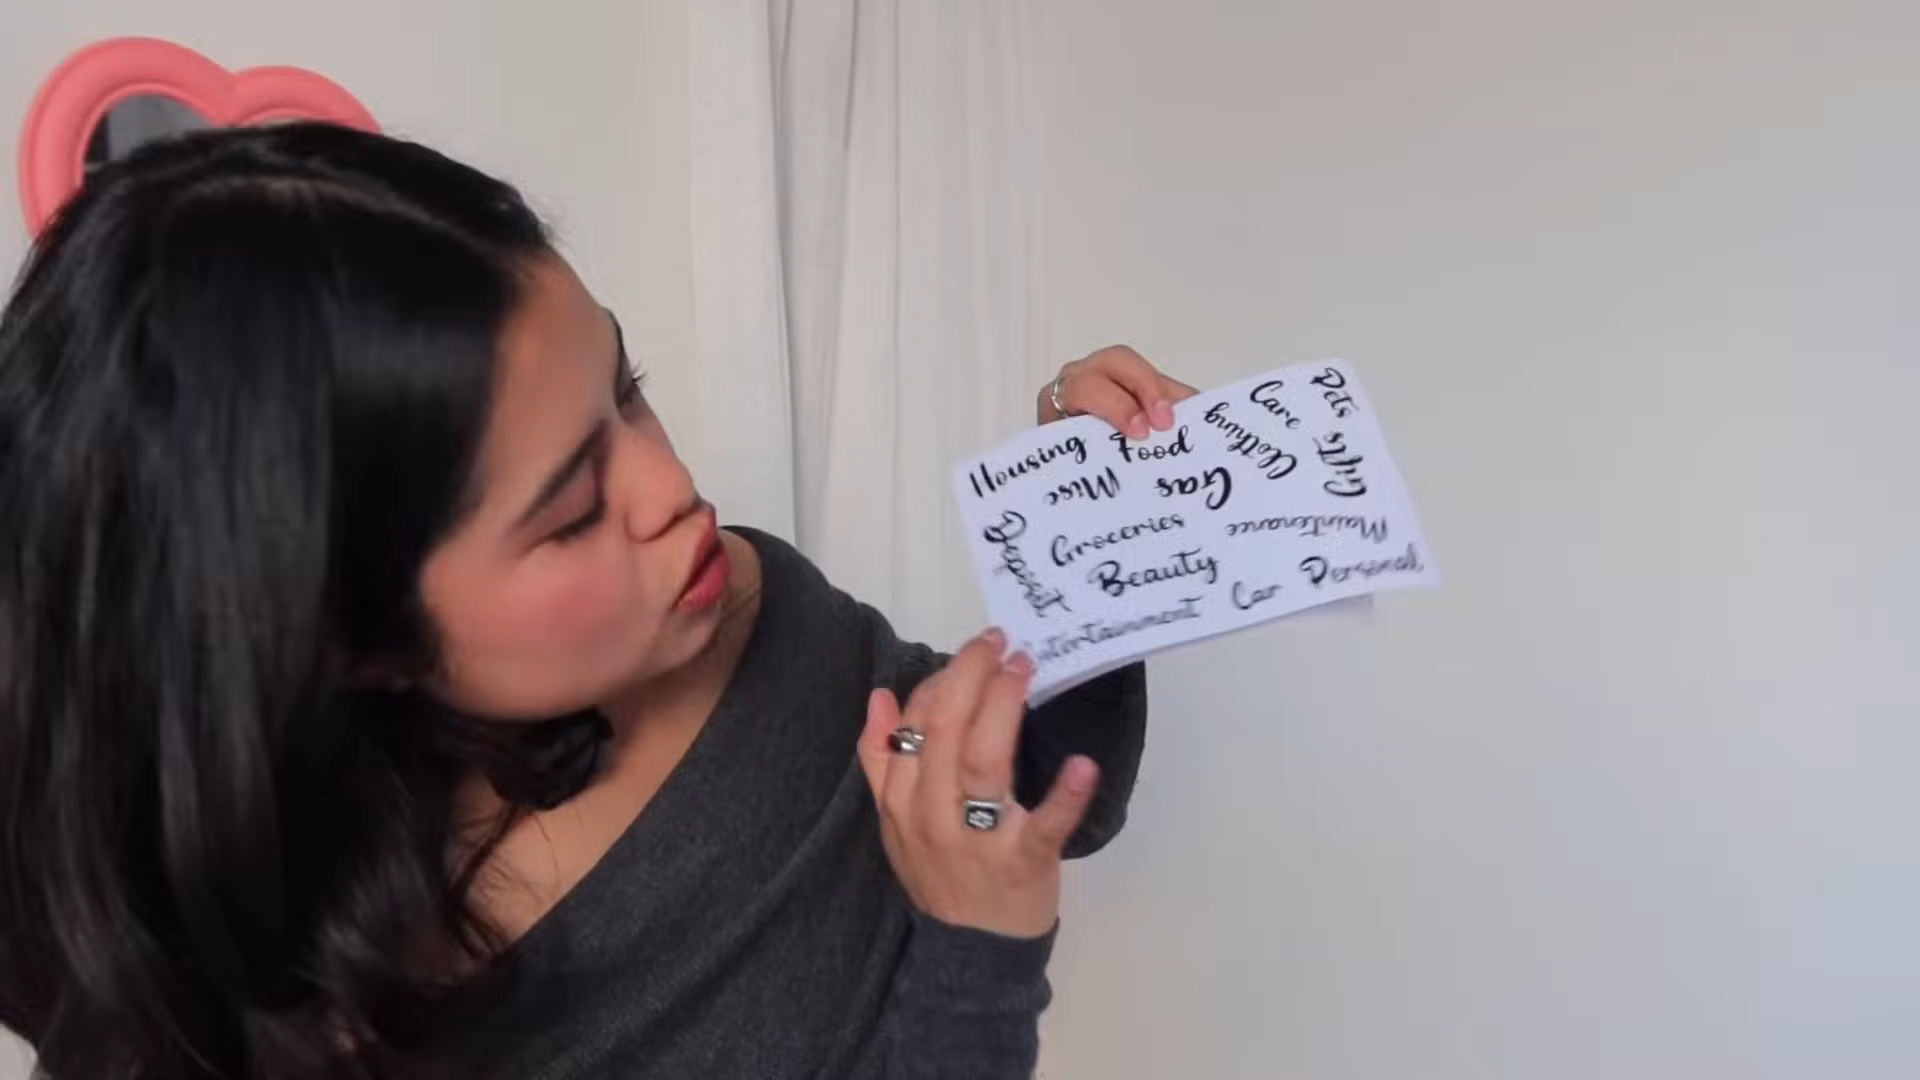 Housing Food
Care
Pets
Misc Gas Clothing
Gifts
Deposit
Groceries
Maintenance
Beauty
Entertainment Car Personal